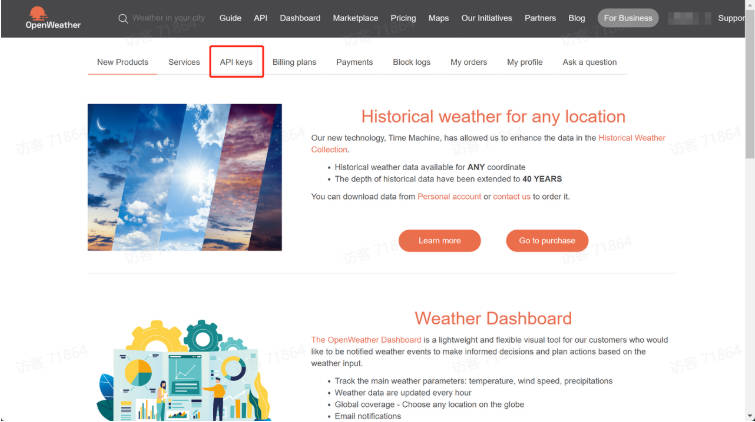 OpenWeather
Weather in your city
Guide API Dashboard Marketplace Pricing Maps Our Initiatives Partners Blog For Business Support
New Products Services API keys Billing plans Payments Block logs My orders My profile Ask a question
Historical weather for any location
Our new technology, Time Machine, has allowed us to enhance the data in the Historical Weather
Collection.
• Historical weather data available for ANY coordinate
• The depth of historical data have been extended to 40 YEARS
You can download data from Personal account or contact us to order it.
Learn more Go to purchase
Weather Dashboard
The OpenWeather Dashboard is a lightweight and flexible visual tool for our customers who would
like to be notified weather events to make informed decisions and plan actions based on the
weather input.
• Track the main weather parameters: temperature, wind speed, precipitations
• Weather data are updated every hour
• Global coverage - Choose any location on the globe
• Email notifications
访客 71864